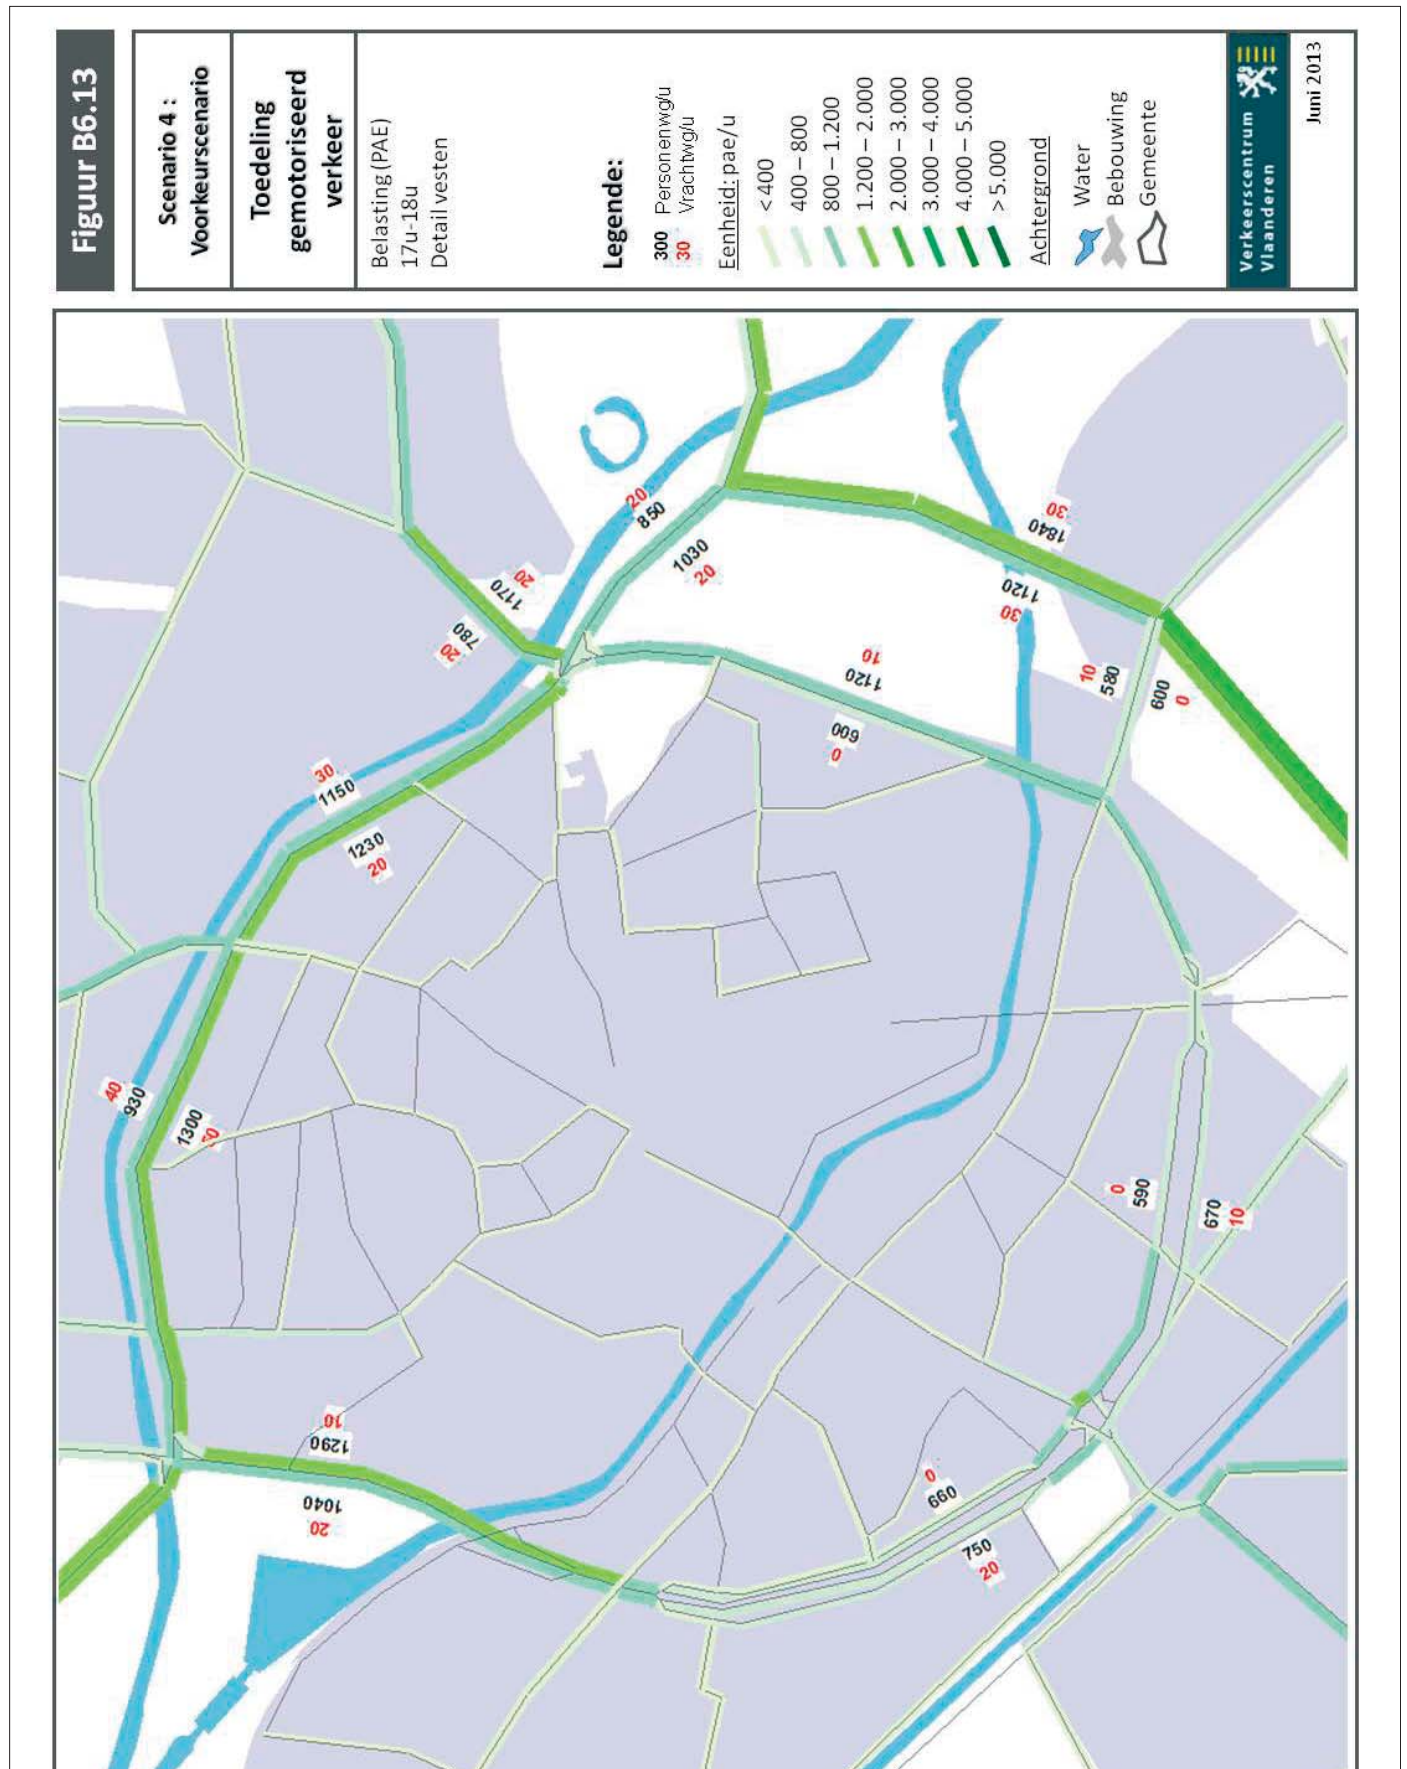 Figuur B6.13
Scenario 4 :
Voorkeurscenario
Toedeling
gemotoriseerd
verkeer
Belasting (PAE)
17u-18u
Detail vesten
Legende:
300 Personenwg/u
30 Vrachtwg/u
Eenheid: pae/u
< 400
400 – 800
800 – 1.200
1.200 – 2.000
2.000 – 3.000
3.000 – 4.000
4.000 – 5.000
> 5.000
Achtergrond
Water
Bebouwing
Gemeente
Verkeerscentrum
Vlaanderen
Juni 2013
20
850
1030
20
1170
20
780
20
30
1840
1120
30
10
1120
600
0
10
580
600
0
30
1150
1230
20
40
930
1300
10
1290
1040
20
0
590
670
10
0
660
750
20